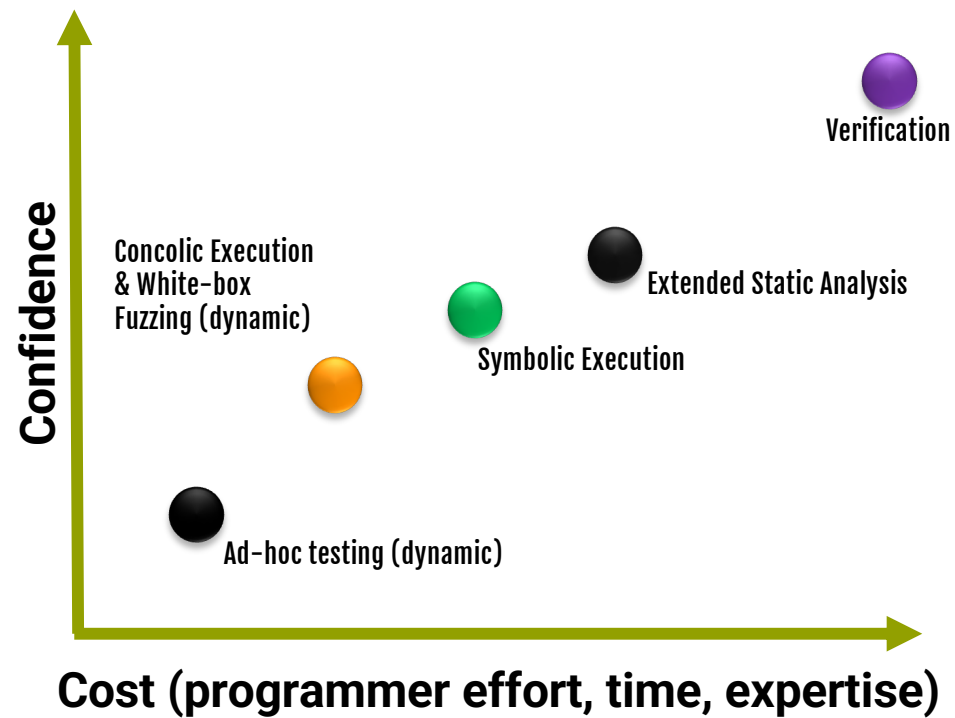 Verification
Concolic Execution
& White-box
Fuzzing (dynamic)
Extended Static Analysis
Symbolic Execution
Ad-hoc testing (dynamic)
Confidence
Cost (programmer effort, time, expertise)